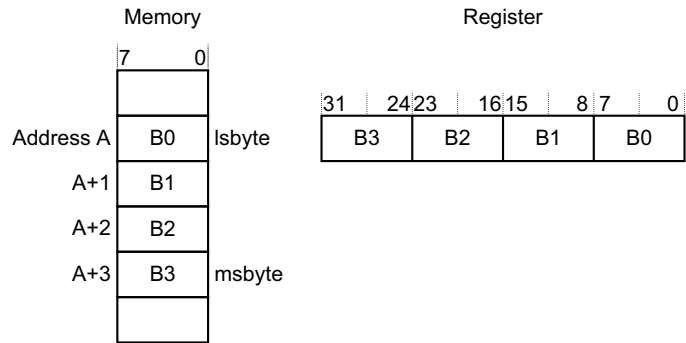 Memory
Register
7 0
31 24 23 16 15 8 7 0
Address A B0 lsbyte
B3 B2 B1 B0
A+1 B1
A+2 B2
A+3 B3 msbyte